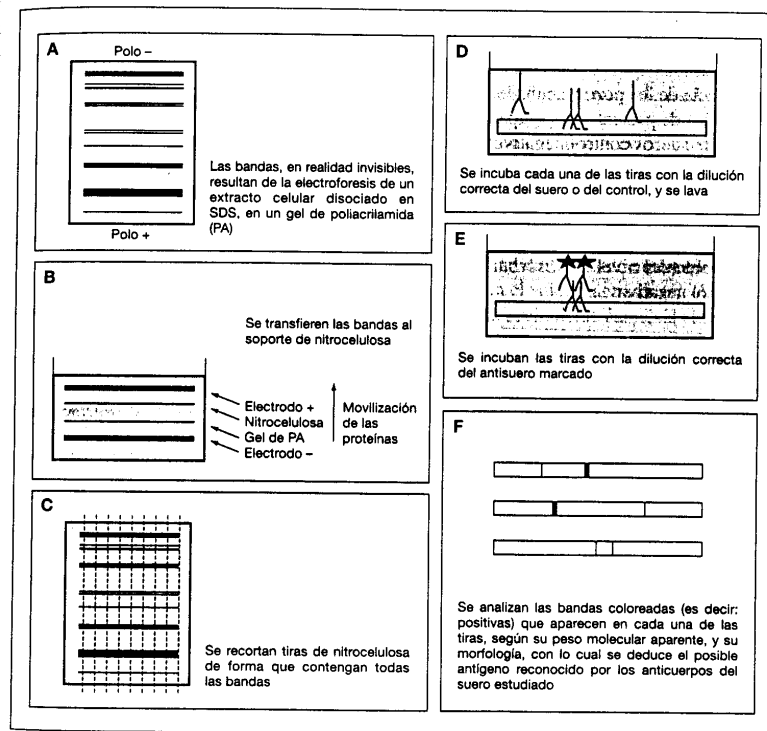 A
Polo –
Las bandas, en realidad invisibles,
resultan de la electroforesis de un
extracto celular disociado en
SDS, en un gel de poliacrilamida
(PA)
Polo +
B
Se transfieren las bandas al
soporte de nitrocelulosa
Electrodo +
Nitrocelulosa
Gel de PA
Electrodo –
Movilización
de las
proteínas
C
Se recortan tiras de nitrocelulosa
de forma que contengan todas
las bandas
D
Se incuba cada una de las tiras con la dilución
correcta del suero o del control, y se lava
E
Se incuban las tiras con la dilución correcta
del antisuero marcado
F
Se analizan las bandas coloreadas (es decir:
positivas) que aparecen en cada una de las
tiras, según su peso molecular aparente, y su
morfología, con lo cual se deduce el posible
antígeno reconocido por los anticuerpos del
suero estudiado